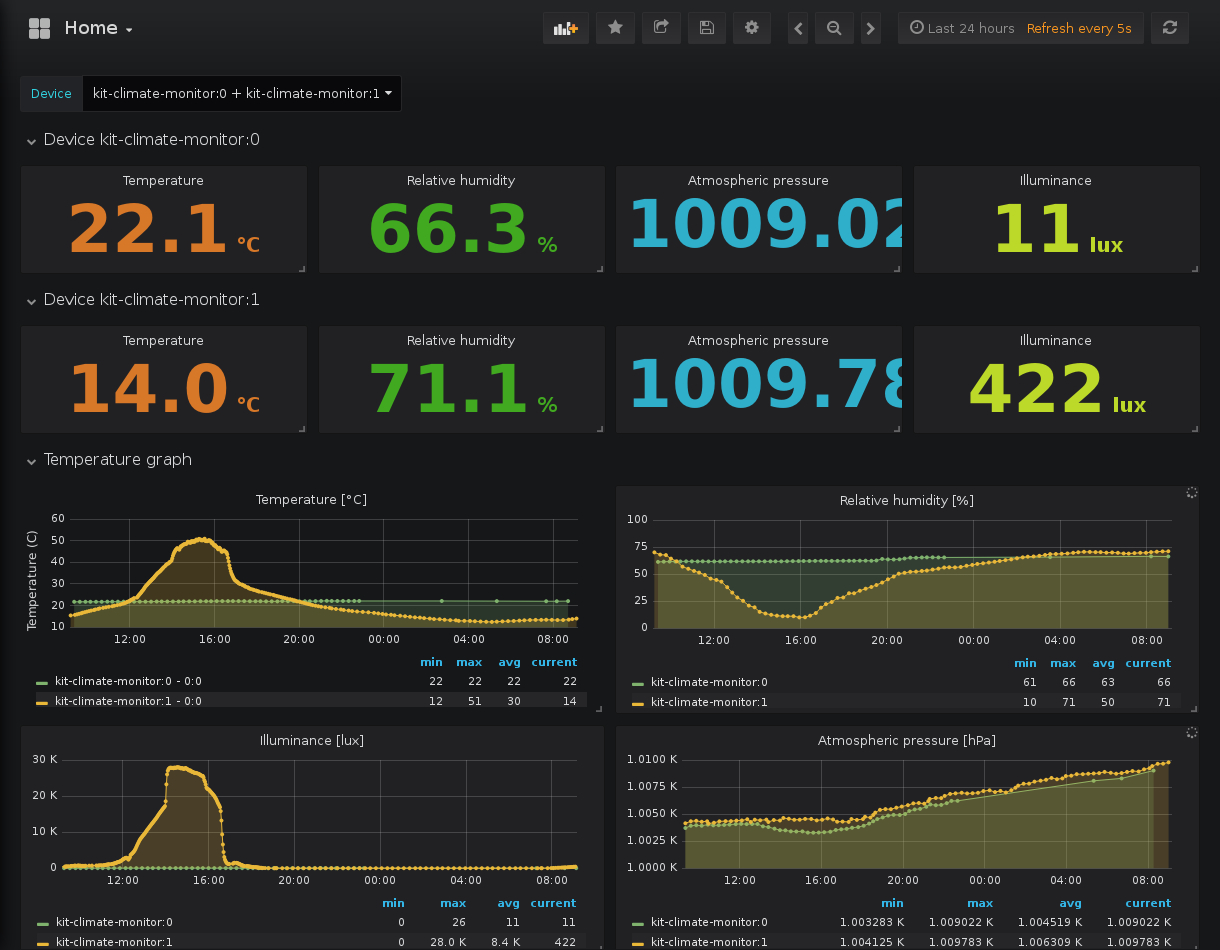 Home
Last 24 hours Refresh every 5s
Device kit-climate-monitor:0 + kit-climate-monitor:1
Device kit-climate-monitor:0
Temperature Relative humidity Atmospheric pressure Illuminance
22.1 °C 66.3 % 1009.02 11 lux
Device kit-climate-monitor:1
Temperature Relative humidity Atmospheric pressure Illuminance
14.0 °C 71.1 % 1009.78 422 lux
Temperature graph
Temperature [°C]
Temperature (C)
60
50
40
30
20
10
12:00 16:00 20:00 00:00 04:00 08:00
min max avg current
kit-climate-monitor:0 - 0:0 22 22 22 22
kit-climate-monitor:1 - 0:0 12 51 30 14
Relative humidity [%]
100
75
50
25
0
12:00 16:00 20:00 00:00 04:00 08:00
min max avg current
kit-climate-monitor:0 61 66 63 66
kit-climate-monitor:1 10 71 50 71
Illuminance [lux]
30 K
20 K
10 K
0
12:00 16:00 20:00 00:00 04:00 08:00
min max avg current
kit-climate-monitor:0 0 26 11 11
kit-climate-monitor:1 0 28.0 K 8.4 K 422
Atmospheric pressure [hPa]
1.0100 K
1.0075 K
1.0050 K
1.0025 K
1.0000 K
12:00 16:00 20:00 00:00 04:00 08:00
min max avg current
kit-climate-monitor:0 1.003283 K 1.009022 K 1.004519 K 1.009022 K
kit-climate-monitor:1 1.004125 K 1.009783 K 1.006309 K 1.009783 K